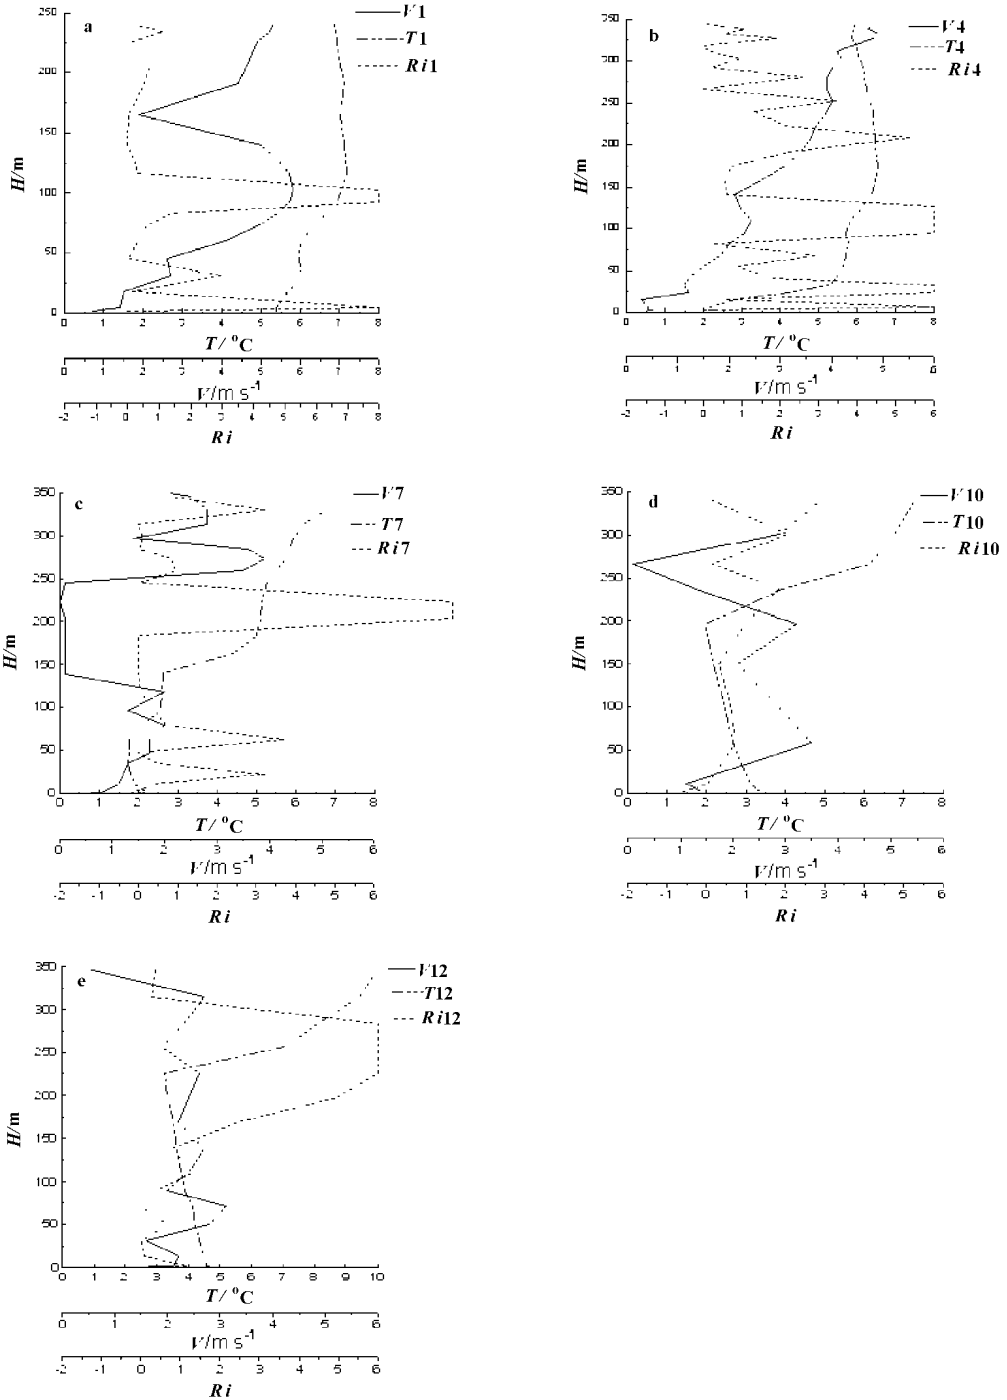 a
V1
T1
Ri1
250
200
150
100
50
0
H/m
0 1 2 3 4 5 6 7 8
T/ °C
0 1 2 3 4 5 6 7 8
V/m s⁻¹
-2 -1 0 1 2 3 4 5 6 7 8
Ri
b
V4
T4
Ri4
350
300
250
200
150
100
50
0
H/m
0 1 2 3 4 5 6 7 8
T/ °C
0 1 2 3 4 5 6
V/m s⁻¹
-2 -1 0 1 2 3 4 5 6
Ri
c
V7
T7
Ri7
350
300
250
200
150
100
50
0
H/m
0 1 2 3 4 5 6 7 8
T/ °C
0 1 2 3 4 5 6
V/m s⁻¹
-2 -1 0 1 2 3 4 5 6
Ri
d
V10
T10
Ri10
350
300
250
200
150
100
50
0
H/m
0 1 2 3 4 5 6 7 8
T/ °C
0 1 2 3 4 5 6
V/m s⁻¹
-2 -1 0 1 2 3 4 5 6
Ri
e
V12
T12
Ri12
350
300
250
200
150
100
50
0
H/m
0 1 3 4 5 6 7 8 10
T/ °C
0 1 2 3 4 5 6
V/m s⁻¹
-2 -1 0 1 2 3 4 5 6
Ri